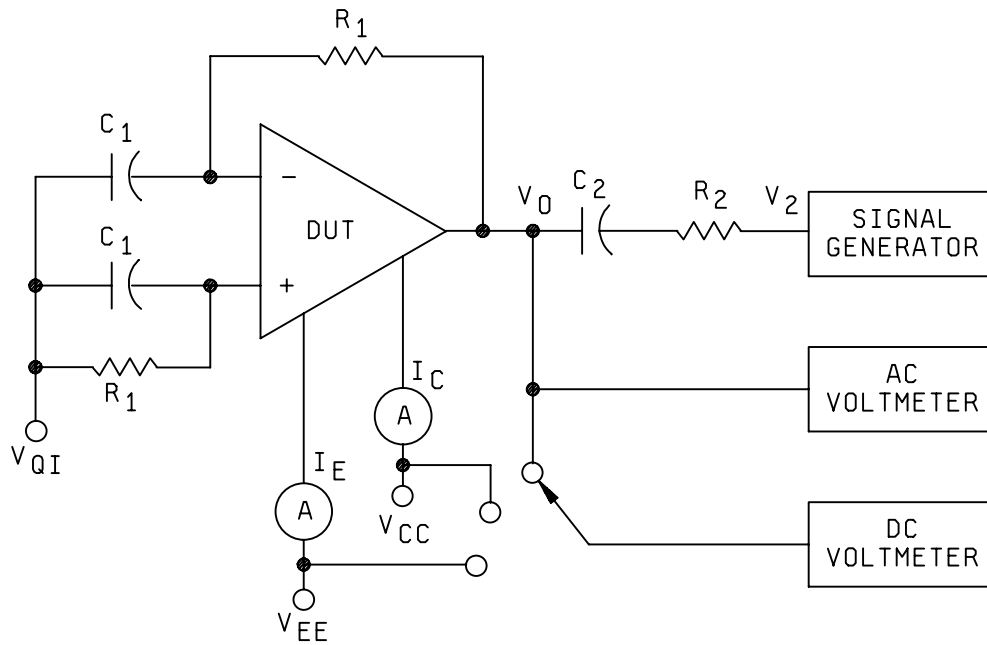 R1
C1
−
DUT
VO
C2
R2
V2
SIGNAL
GENERATOR
C1
+
R1
VQI
IC
A
AC
VOLTMETER
IE
A
VCC
DC
VOLTMETER
VEE